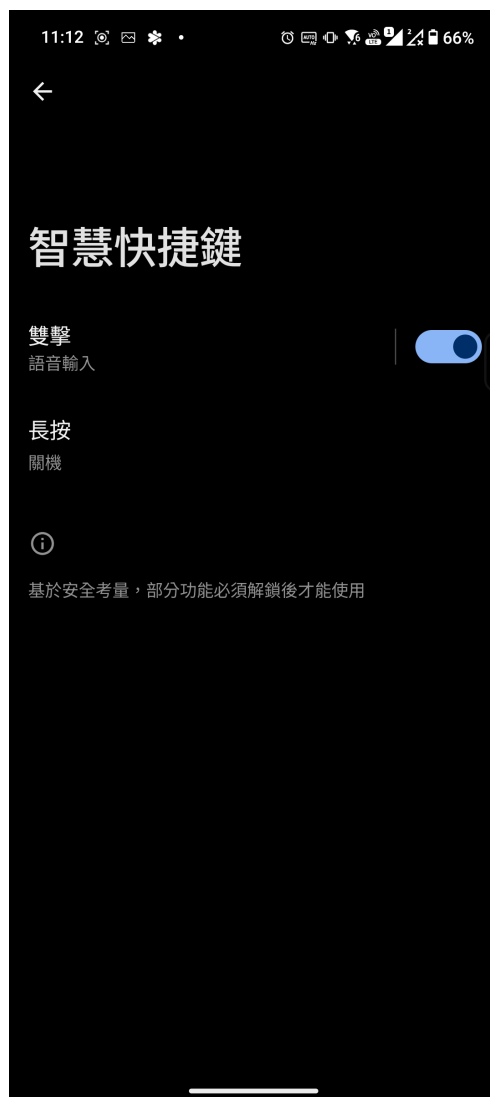 11:12 66%
智慧快捷鍵
雙擊
語音輸入
長按
關機
基於安全考量，部分功能必須解鎖後才能使用